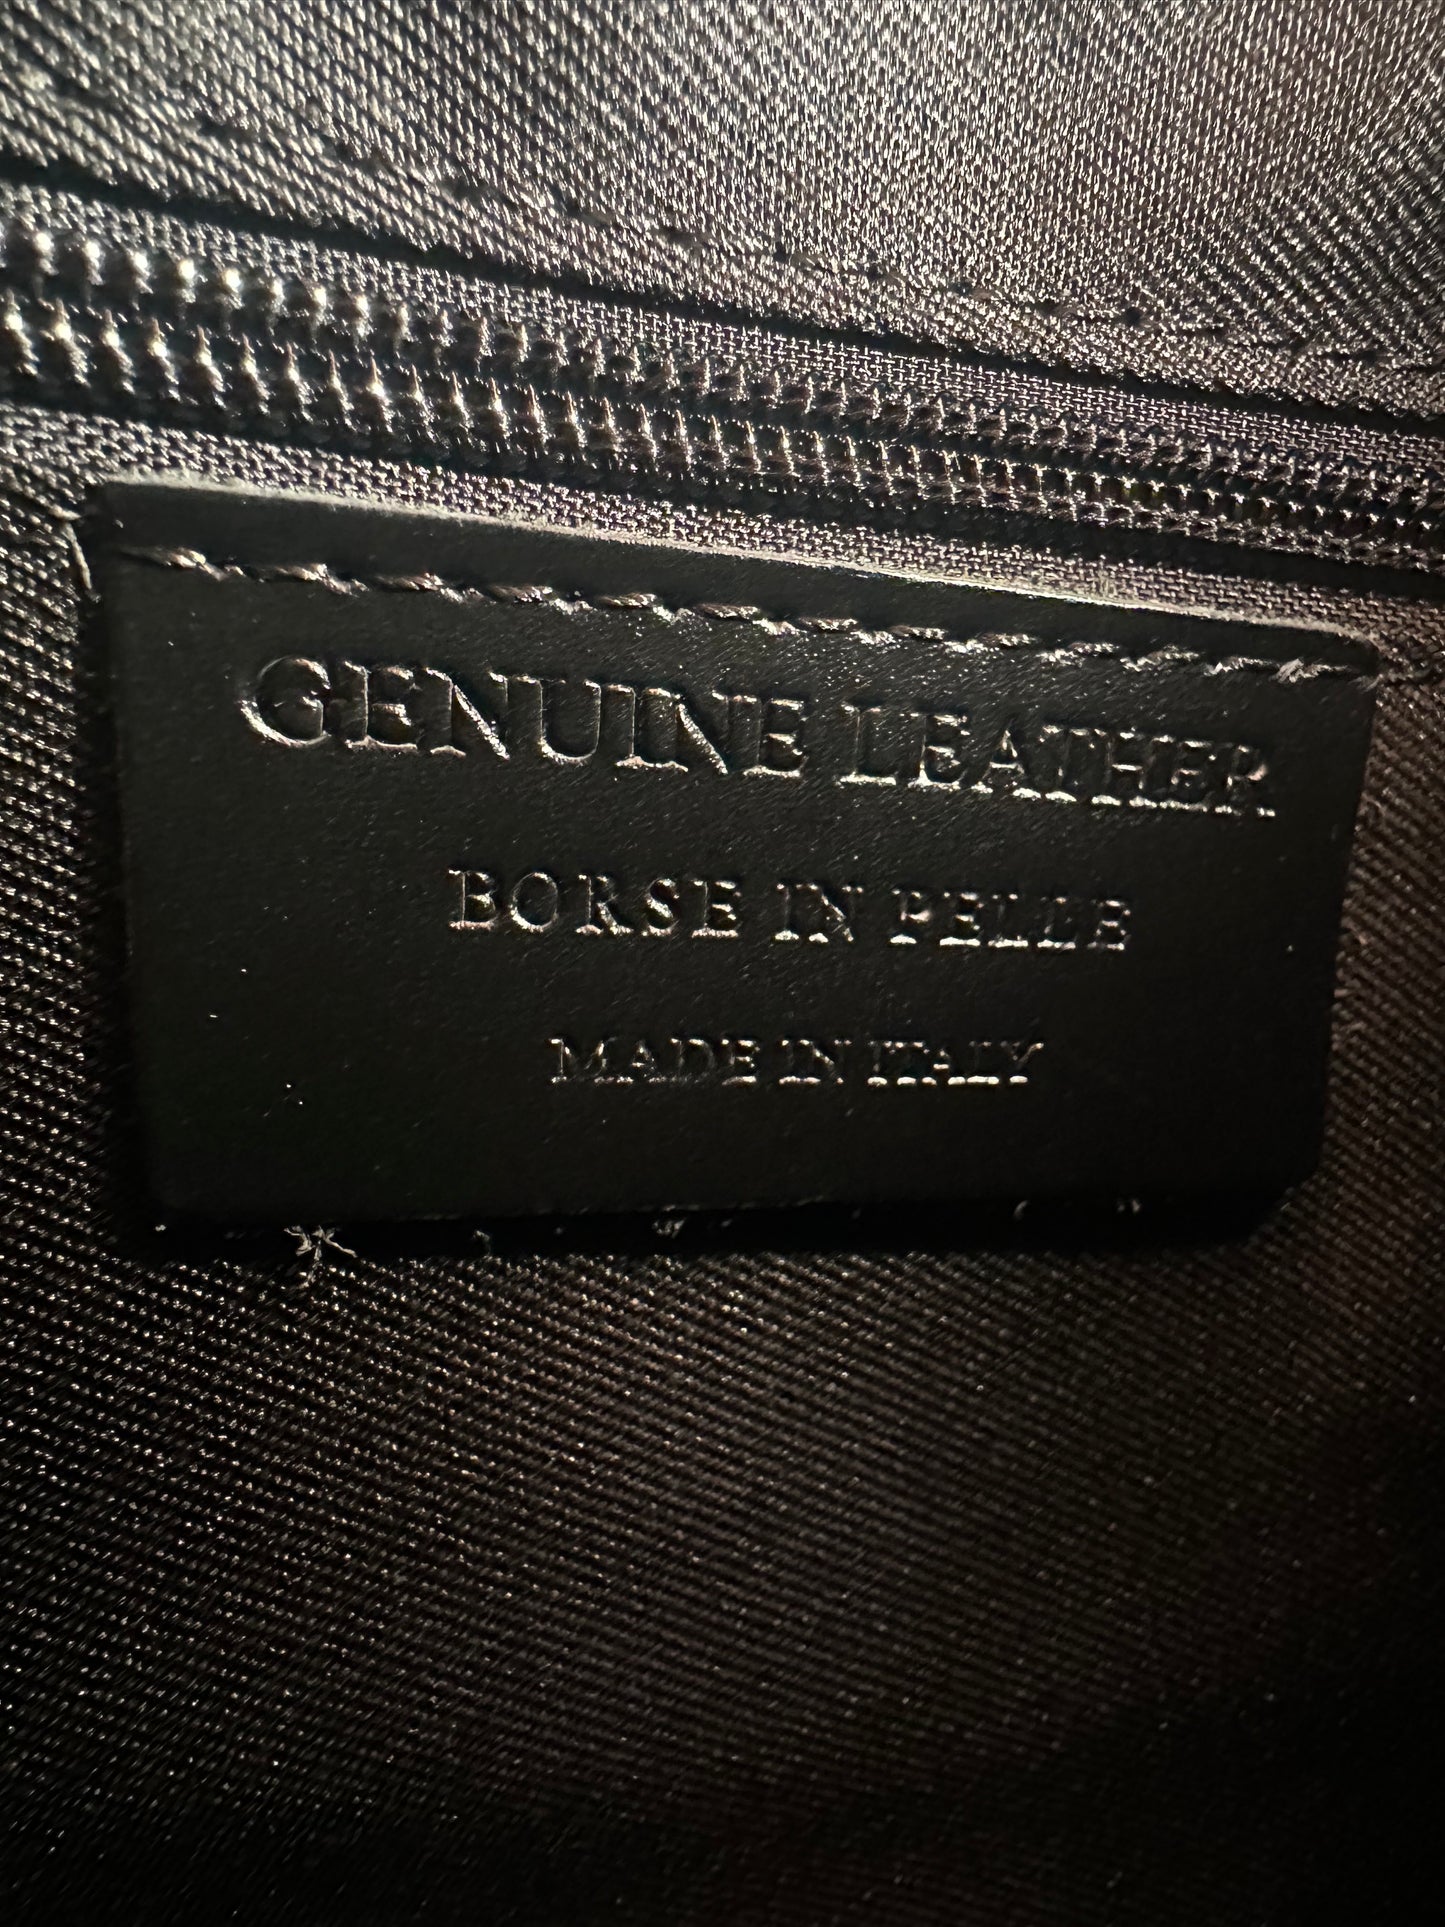 GENUINE LEATHER
BORSE IN PELLE
MADE IN ITALY